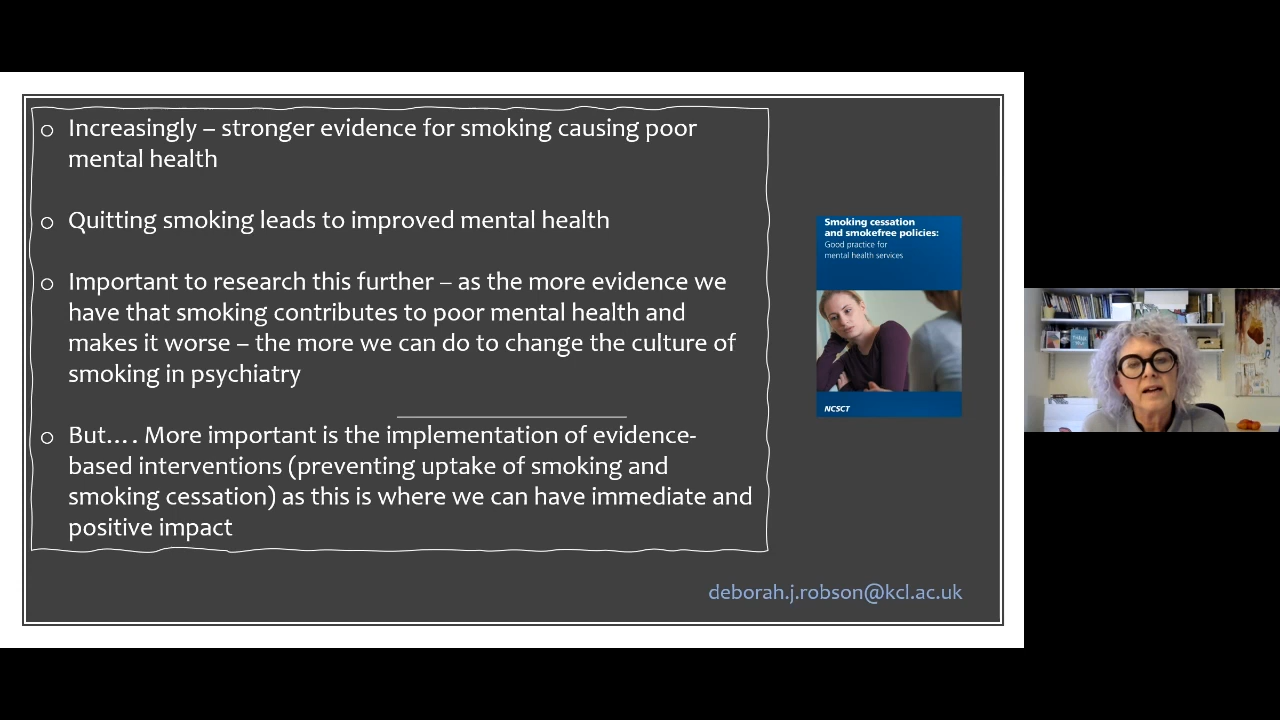 o Increasingly – stronger evidence for smoking causing poor
mental health
o Quitting smoking leads to improved mental health
o Important to research this further – as the more evidence we
have that smoking contributes to poor mental health and
makes it worse – the more we can do to change the culture of
smoking in psychiatry
o But…. More important is the implementation of evidence-
based interventions (preventing uptake of smoking and
smoking cessation) as this is where we can have immediate and
positive impact
Smoking cessation
and smokefree policies:
Good practice for
mental health services
NCSCT
deborah.j.robson@kcl.ac.uk